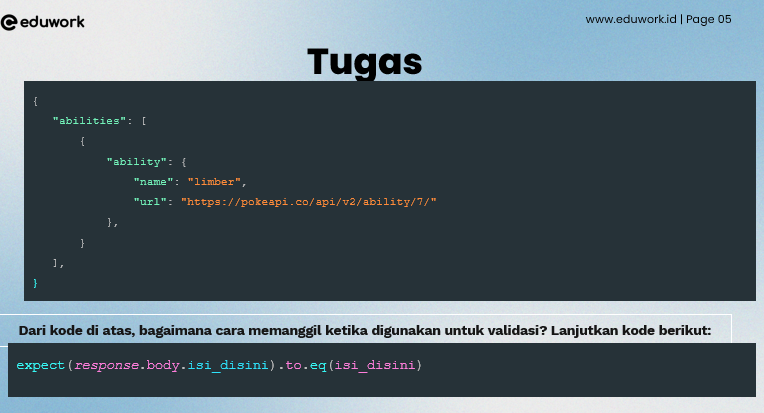 eduwork
www.eduwork.id | Page 05
Tugas
{
"abilities": [
{
"ability": {
"name": "limber",
"url": "https://pokeapi.co/api/v2/ability/7/"
},
}
],
}
Dari kode di atas, bagaimana cara memanggil ketika digunakan untuk validasi? Lanjutkan kode berikut:
expect(response.body.isi_disini).to.eq(isi_disini)